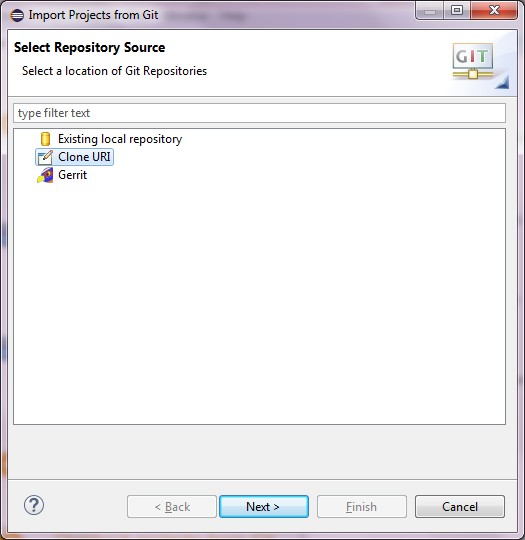 Import Projects from Git
Select Repository Source
Select a location of Git Repositories
GIT
type filter text
Existing local repository
Clone URI
Gerrit
? < Back Next > Finish Cancel